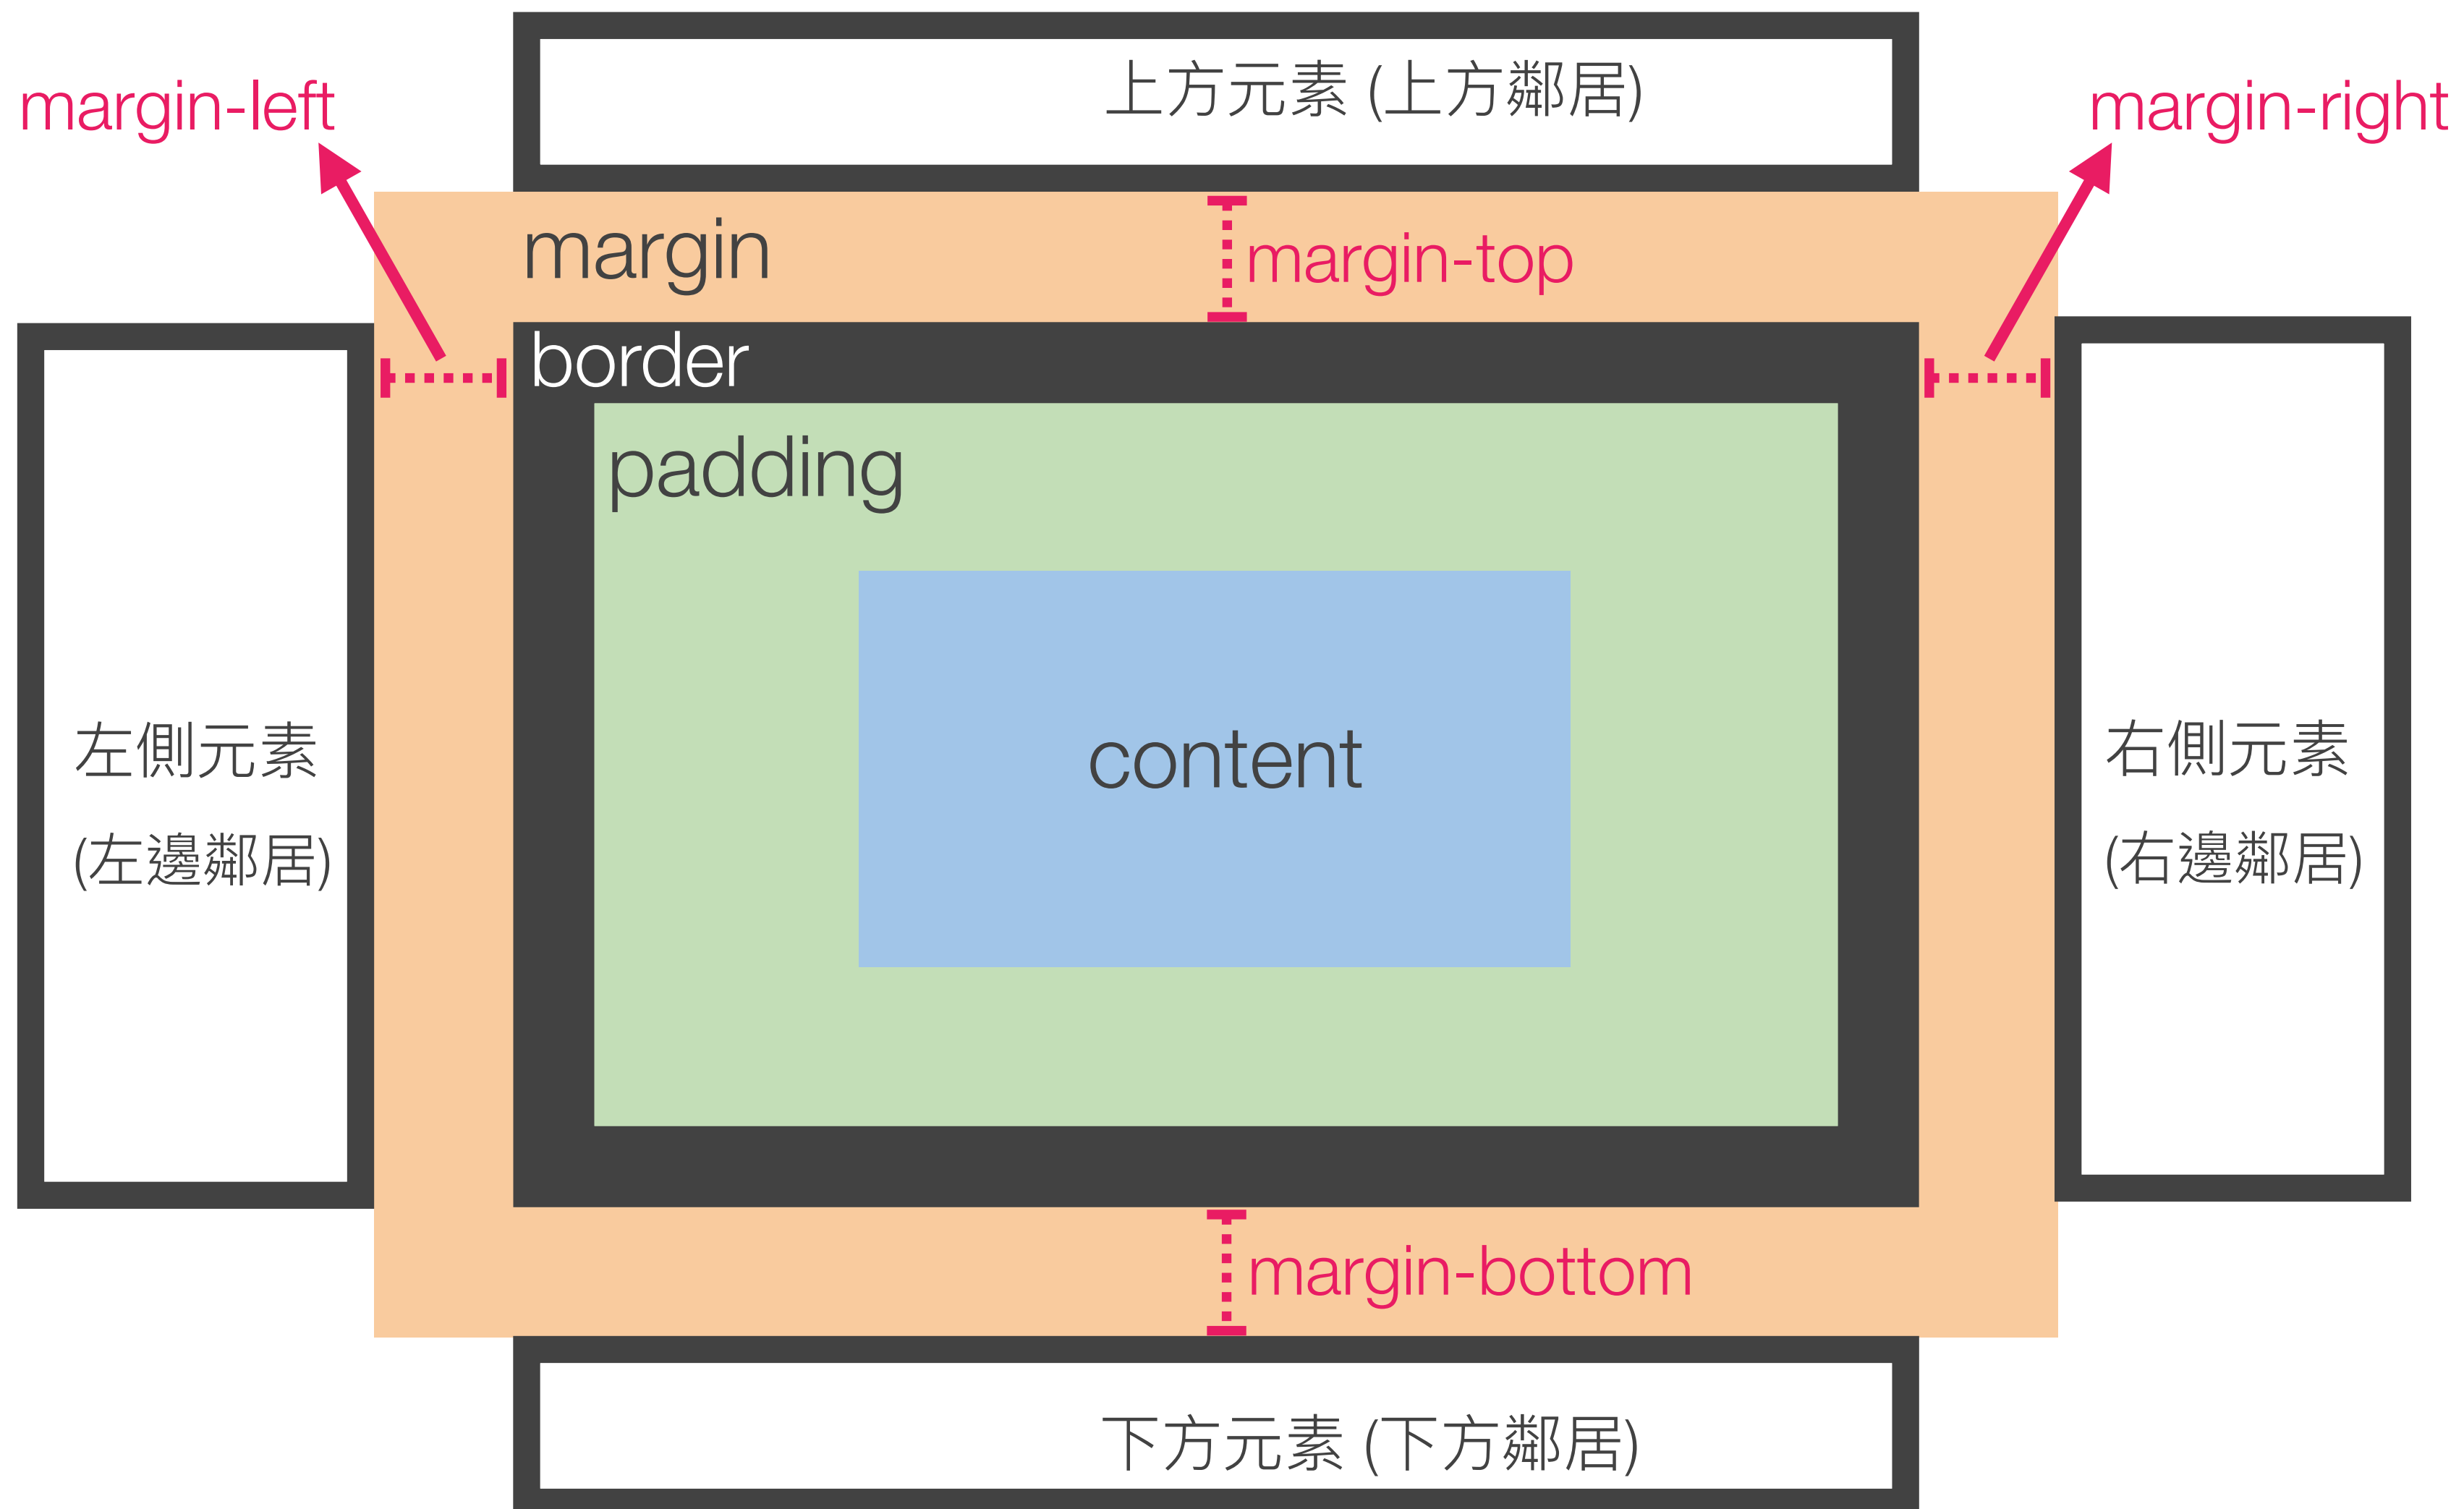 上方元素 (上方鄰居)
margin-left
margin-right
margin
margin-top
border
padding
content
左側元素
(左邊鄰居)
右側元素
(右邊鄰居)
margin-bottom
下方元素 (下方鄰居)